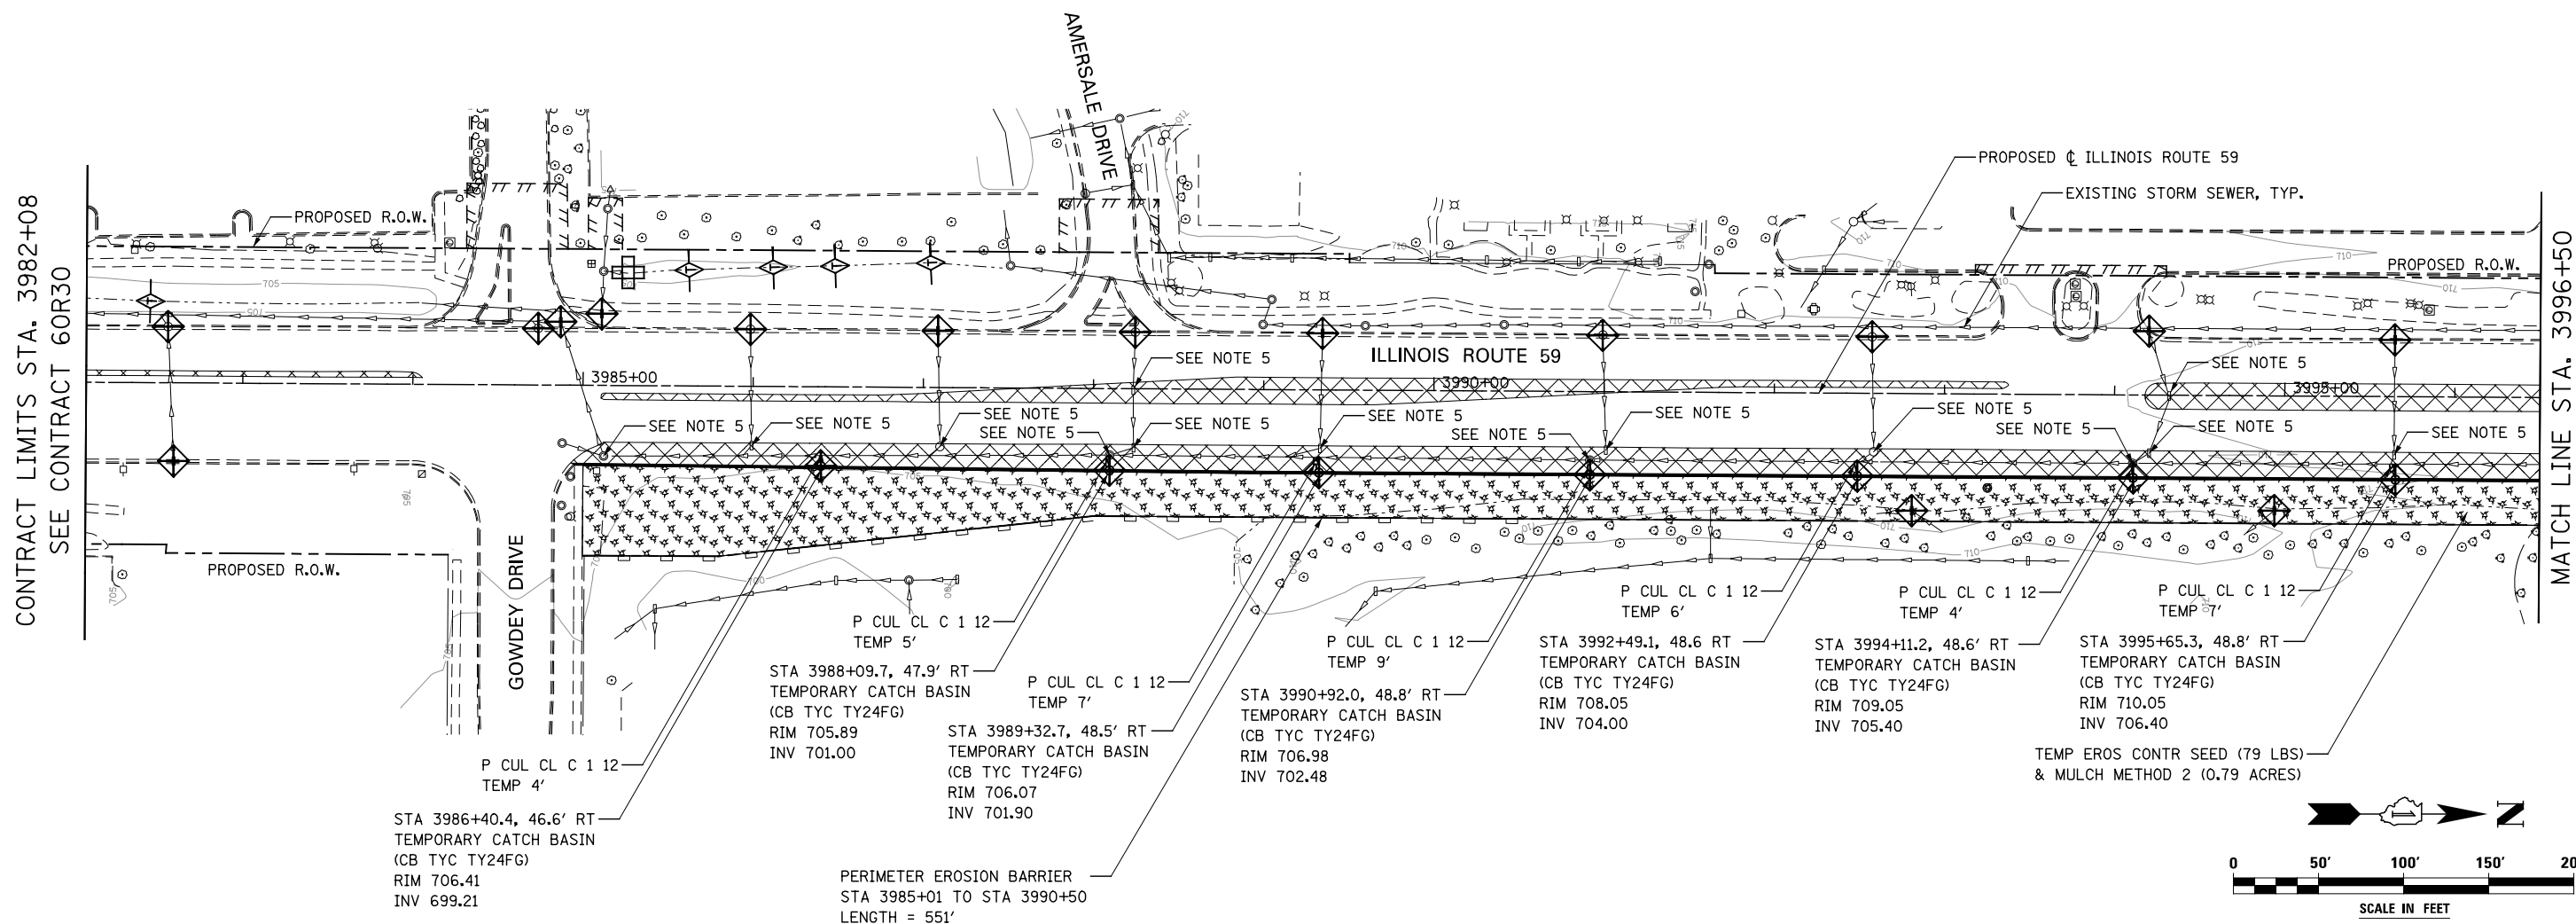 CONTRACT LIMITS STA. 3982+08
SEE CONTRACT 60R30
AMERSALE DRIVE
PROPOSED ℄ ILLINOIS ROUTE 59
EXISTING STORM SEWER, TYP.
PROPOSED R.O.W.
PROPOSED R.O.W.
MATCH LINE STA. 3996+50
705
705
710
710
710
710
710
ILLINOIS ROUTE 59
3985+00
3990+00
3995+00
SEE NOTE 5
SEE NOTE 5
SEE NOTE 5
SEE NOTE 5
SEE NOTE 5
SEE NOTE 5
SEE NOTE 5
SEE NOTE 5
SEE NOTE 5
SEE NOTE 5
SEE NOTE 5
SEE NOTE 5
SEE NOTE 5
SEE NOTE 5
PROPOSED R.O.W.
GOWDEY DRIVE
705
705
700
710
710
P CUL CL C 1 12
TEMP 4'
STA 3986+40.4, 46.6' RT
TEMPORARY CATCH BASIN
(CB TYC TY24FG)
RIM 706.41
INV 699.21
P CUL CL C 1 12
TEMP 5'
STA 3988+09.7, 47.9' RT
TEMPORARY CATCH BASIN
(CB TYC TY24FG)
RIM 705.89
INV 701.00
P CUL CL C 1 12
TEMP 7'
STA 3989+32.7, 48.5' RT
TEMPORARY CATCH BASIN
(CB TYC TY24FG)
RIM 706.07
INV 701.90
PERIMETER EROSION BARRIER
STA 3985+01 TO STA 3990+50
LENGTH = 551'
P CUL CL C 1 12
TEMP 9'
STA 3990+92.0, 48.8' RT
TEMPORARY CATCH BASIN
(CB TYC TY24FG)
RIM 706.98
INV 702.48
P CUL CL C 1 12
TEMP 6'
STA 3992+49.1, 48.6 RT
TEMPORARY CATCH BASIN
(CB TYC TY24FG)
RIM 708.05
INV 704.00
P CUL CL C 1 12
TEMP 4'
STA 3994+11.2, 48.6' RT
TEMPORARY CATCH BASIN
(CB TYC TY24FG)
RIM 709.05
INV 705.40
P CUL CL C 1 12
TEMP 7'
STA 3995+65.3, 48.8' RT
TEMPORARY CATCH BASIN
(CB TYC TY24FG)
RIM 710.05
INV 706.40
TEMP EROS CONTR SEED (79 LBS)
& MULCH METHOD 2 (0.79 ACRES)
N
0 50' 100' 150' 20
SCALE IN FEET